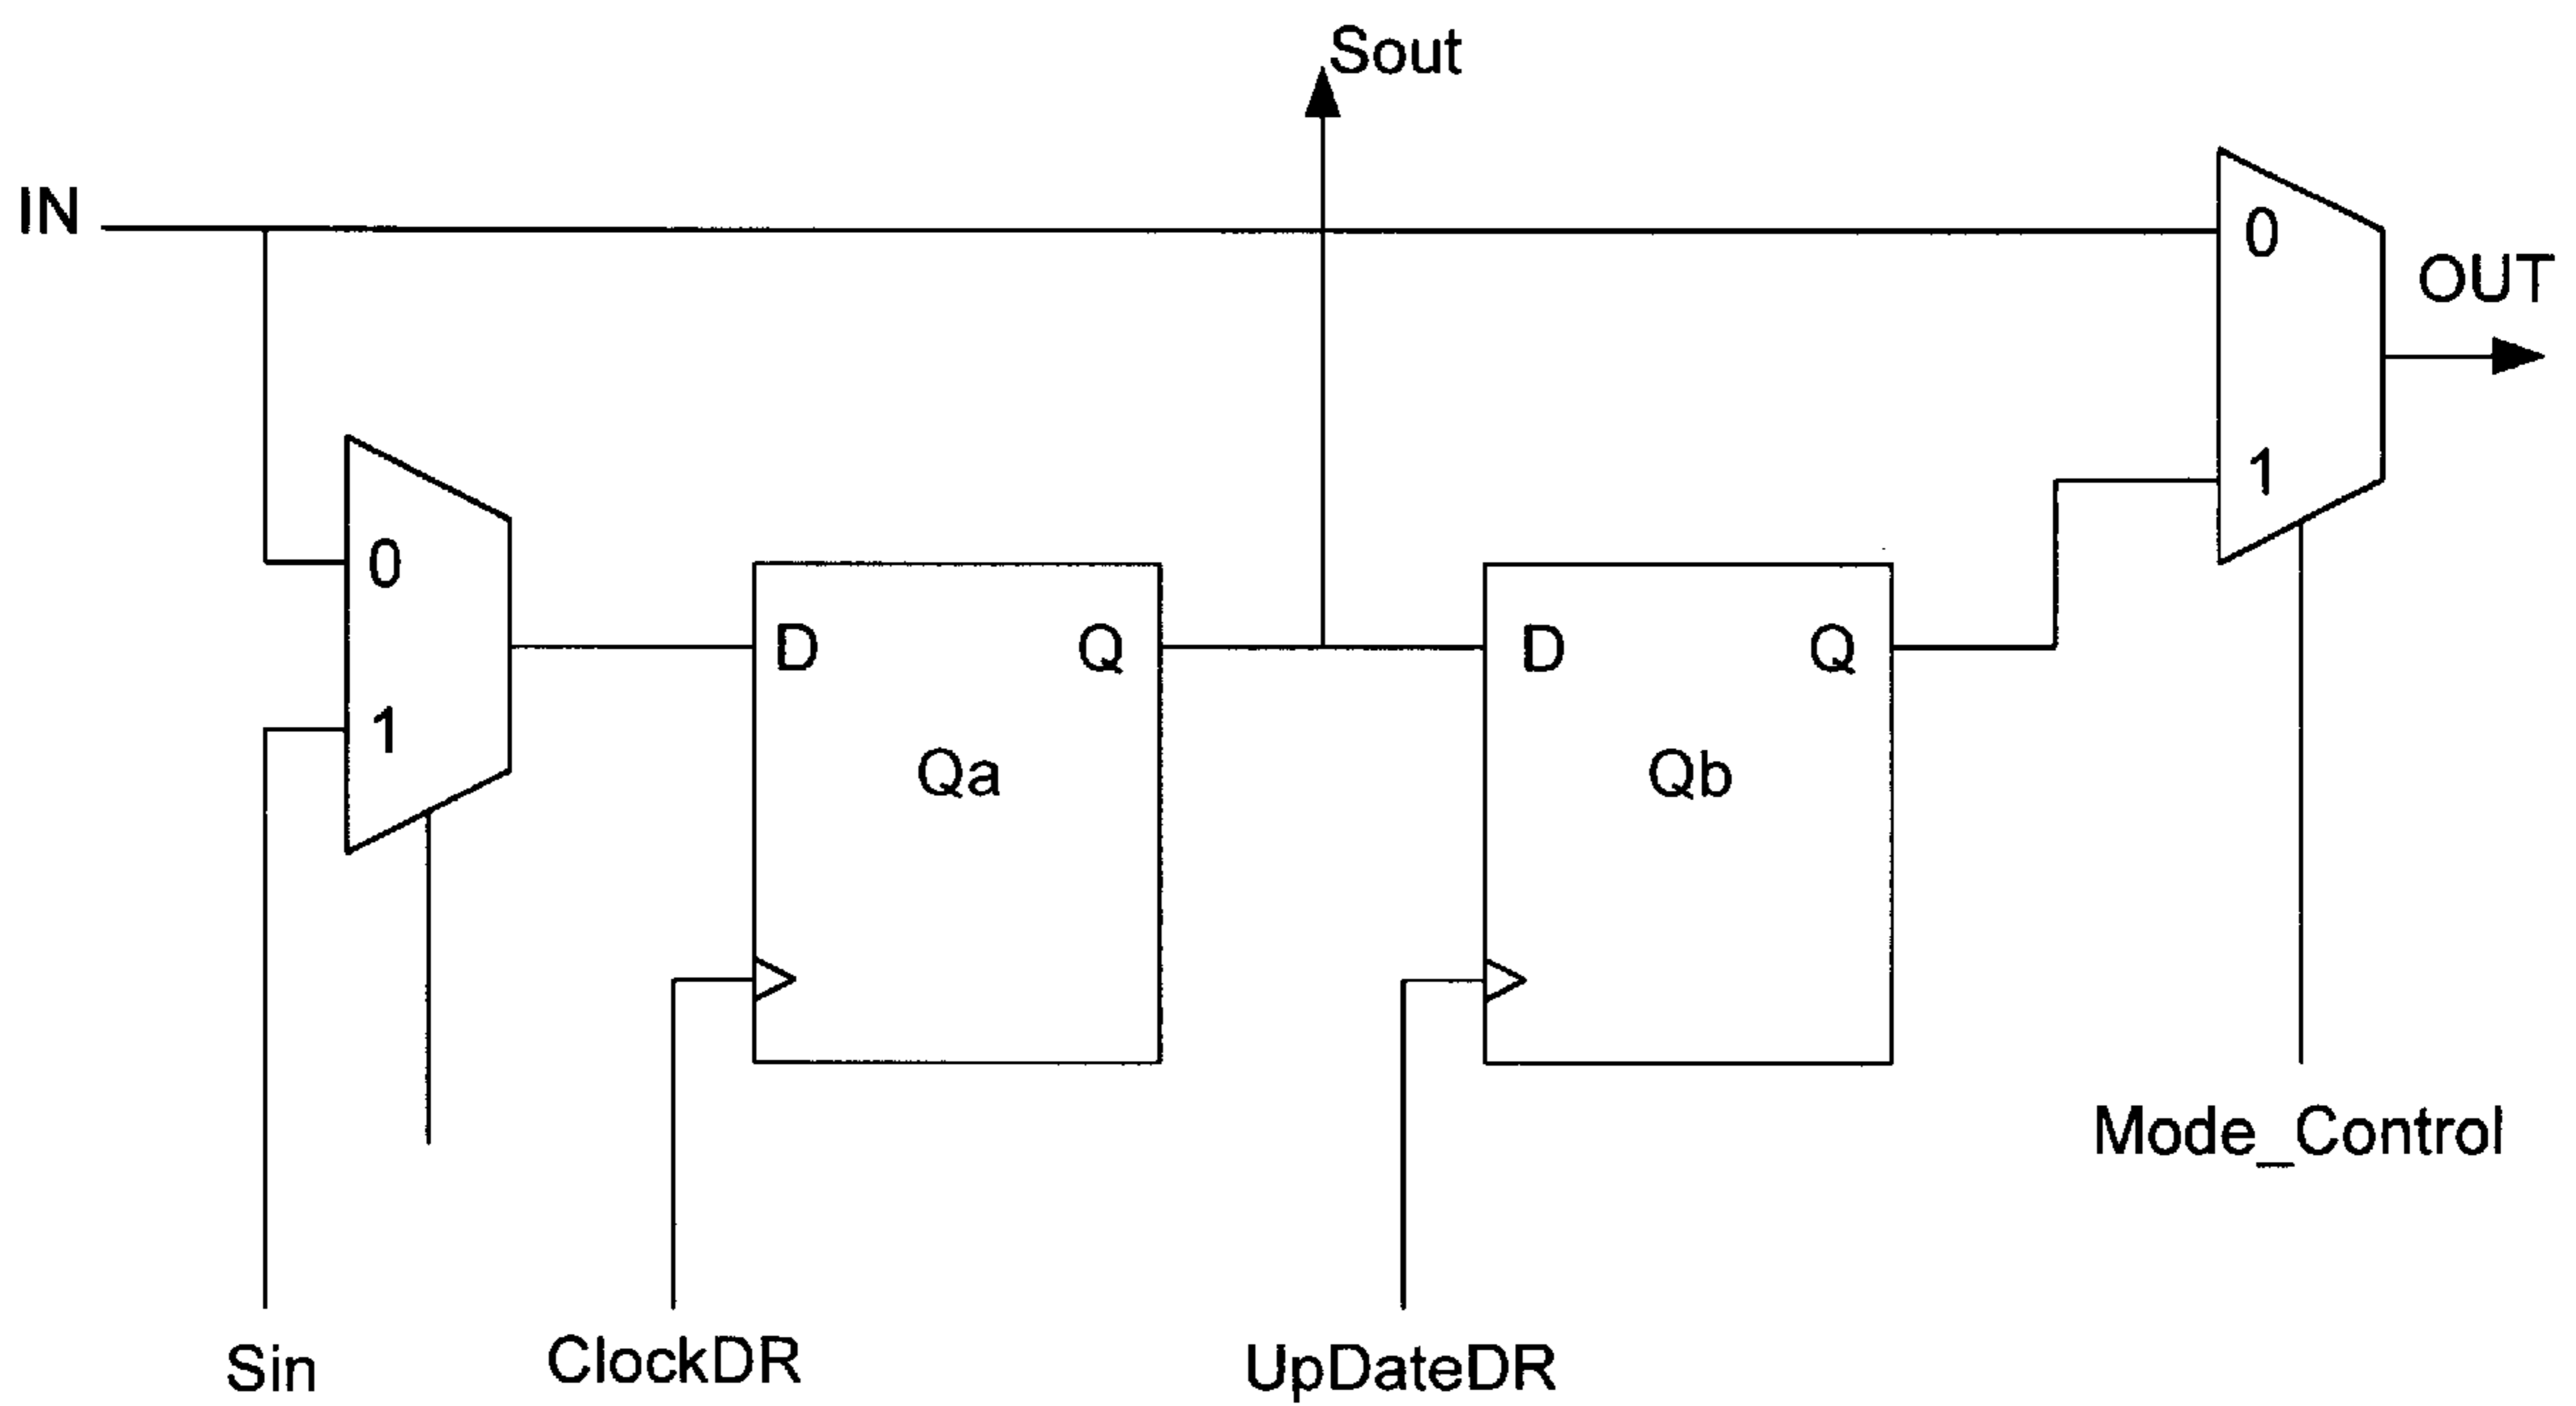 Sout
IN
0
OUT
1
0
D Q D Q
1
Qa Qb
Mode_Control
Sin ClockDR UpDateDR